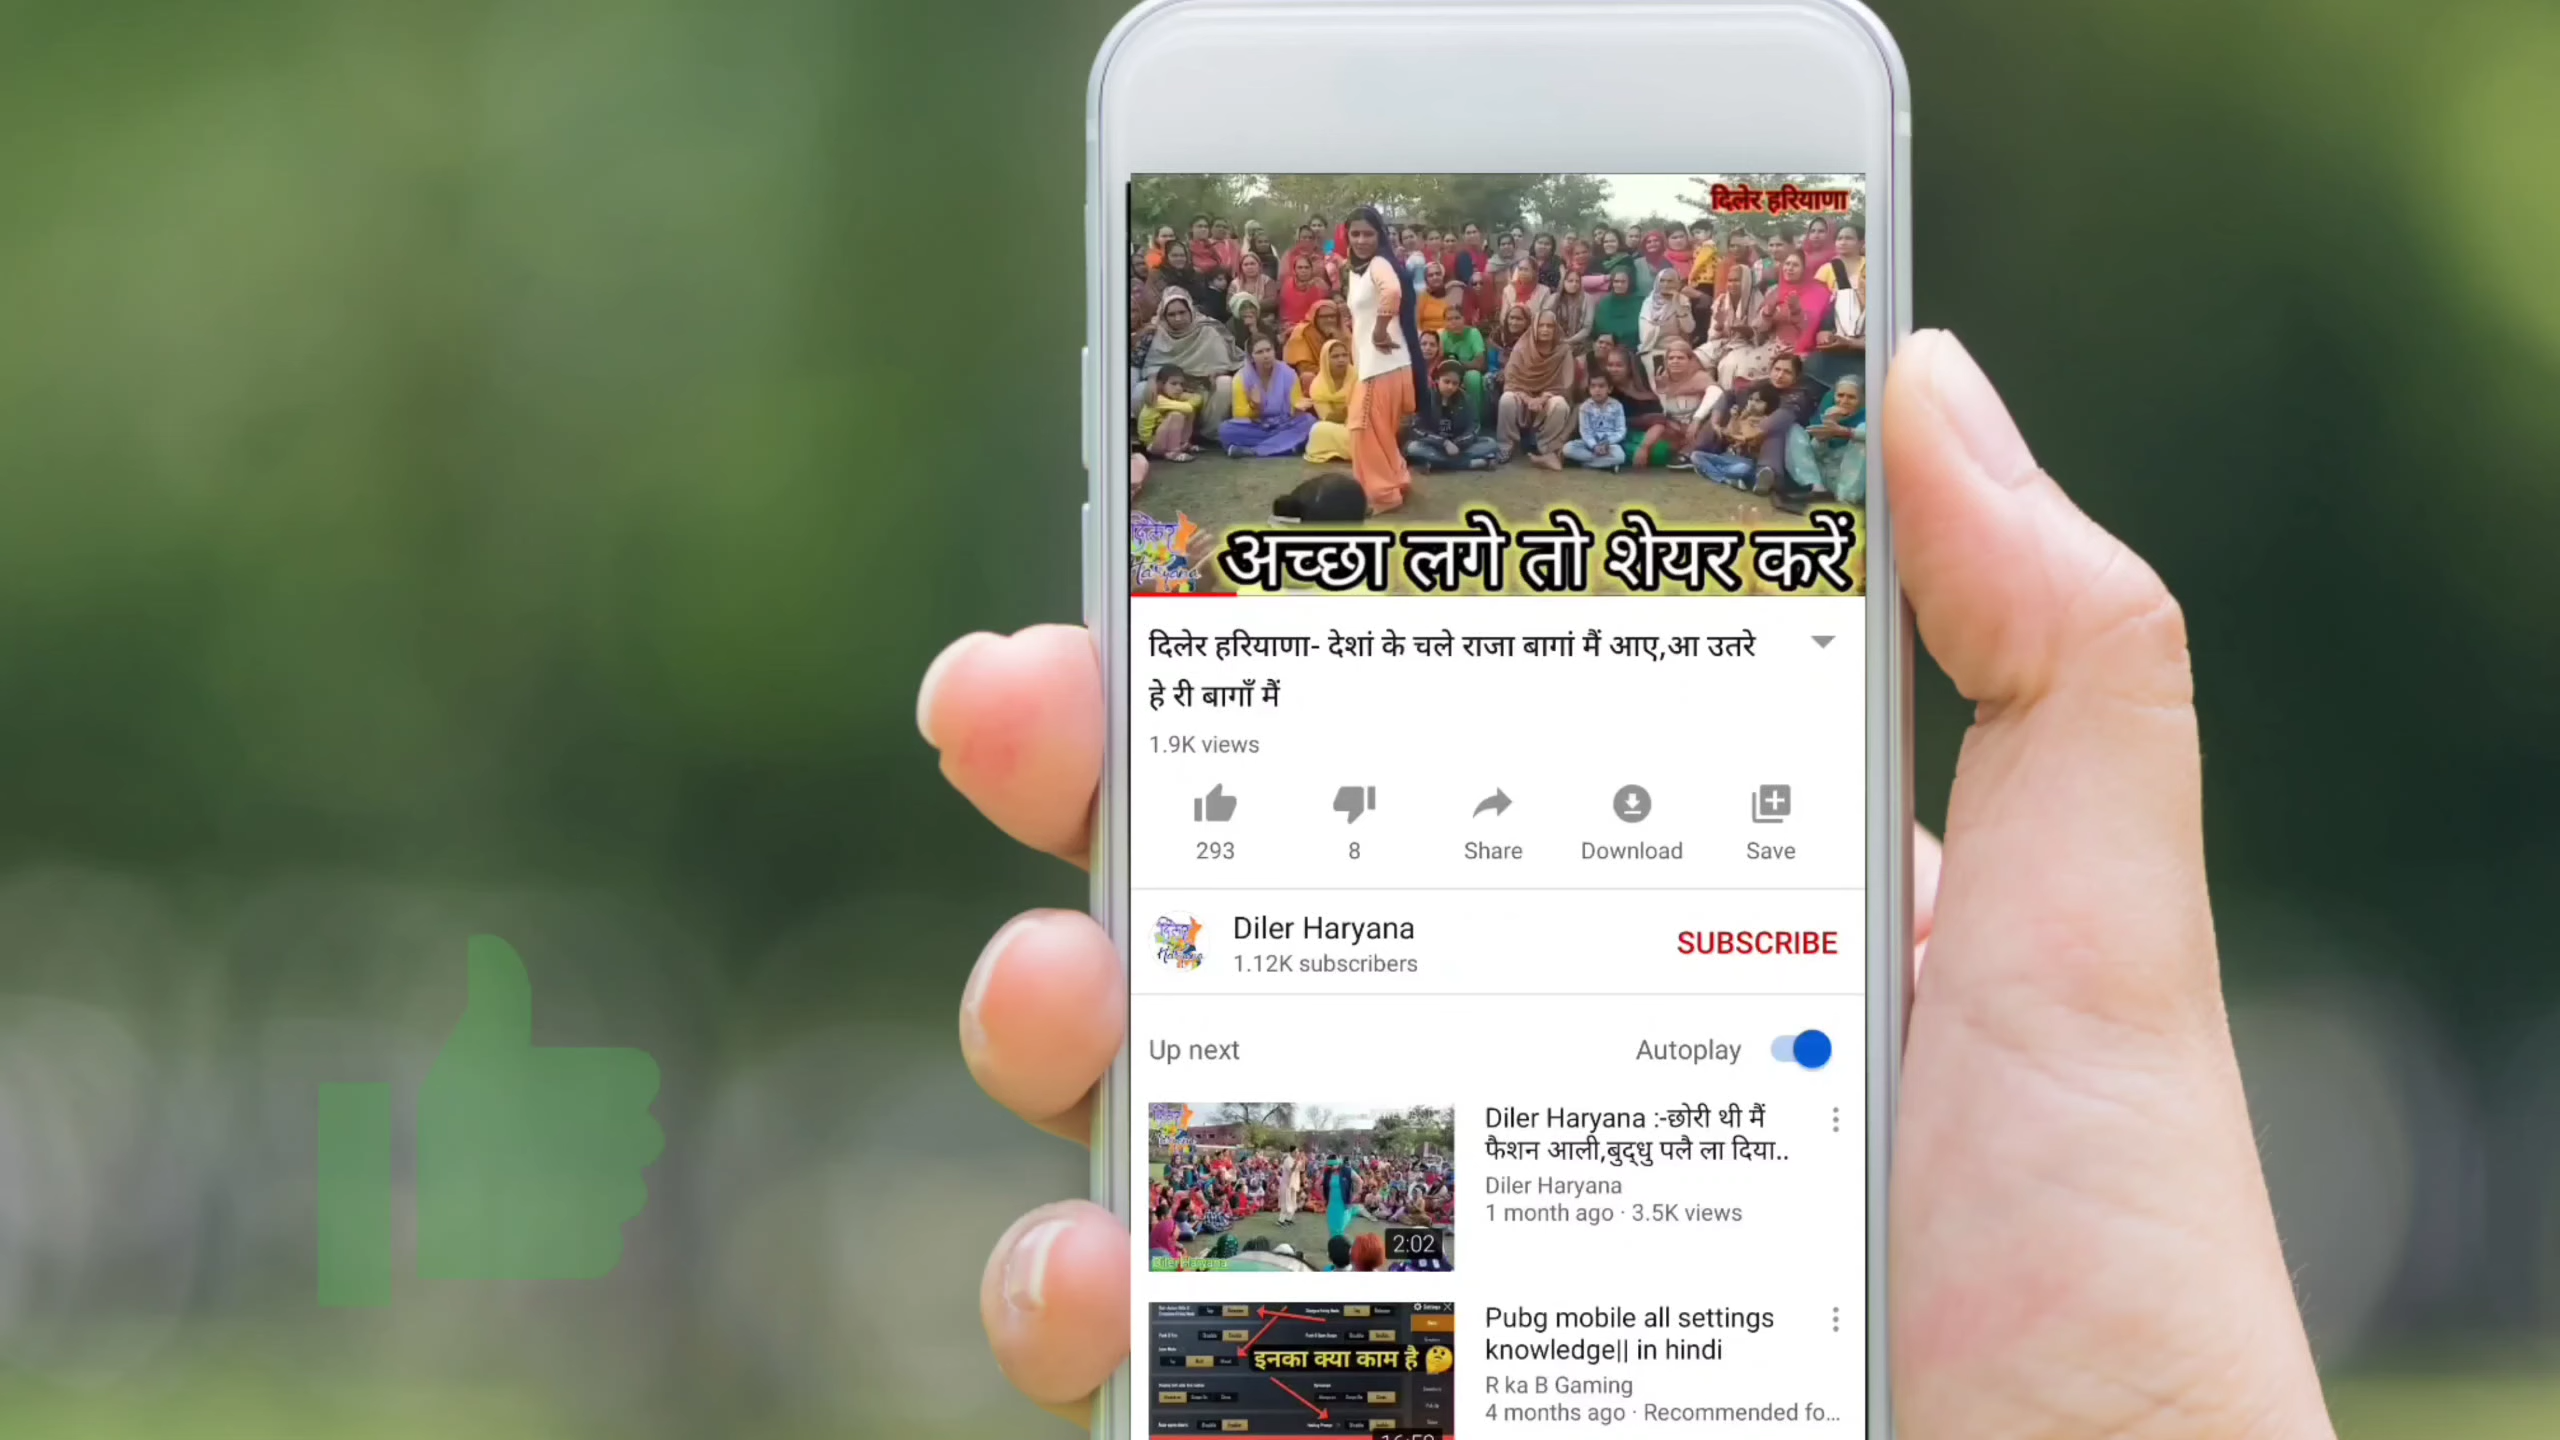 दिलेर हरियाणा
अच्छा लगे तो शेयर करें
दिलेर हरियाणा- देशां के चले राजा बागां मैं आए,आ उतरे
हे री बागाँ मैं
1.9K views
293
8
Share
Download
Save
Diler Haryana
1.12K subscribers
SUBSCRIBE
Up next
Autoplay
Diler Haryana :-छोरी थी मैं
फैशन आली,बुद्धु पलै ला दिया..
Diler Haryana
1 month ago · 3.5K views
2:02
Diler Haryana
Pubg mobile all settings
knowledge|| in hindi
R ka B Gaming
4 months ago · Recommended fo...
इनका क्या काम है